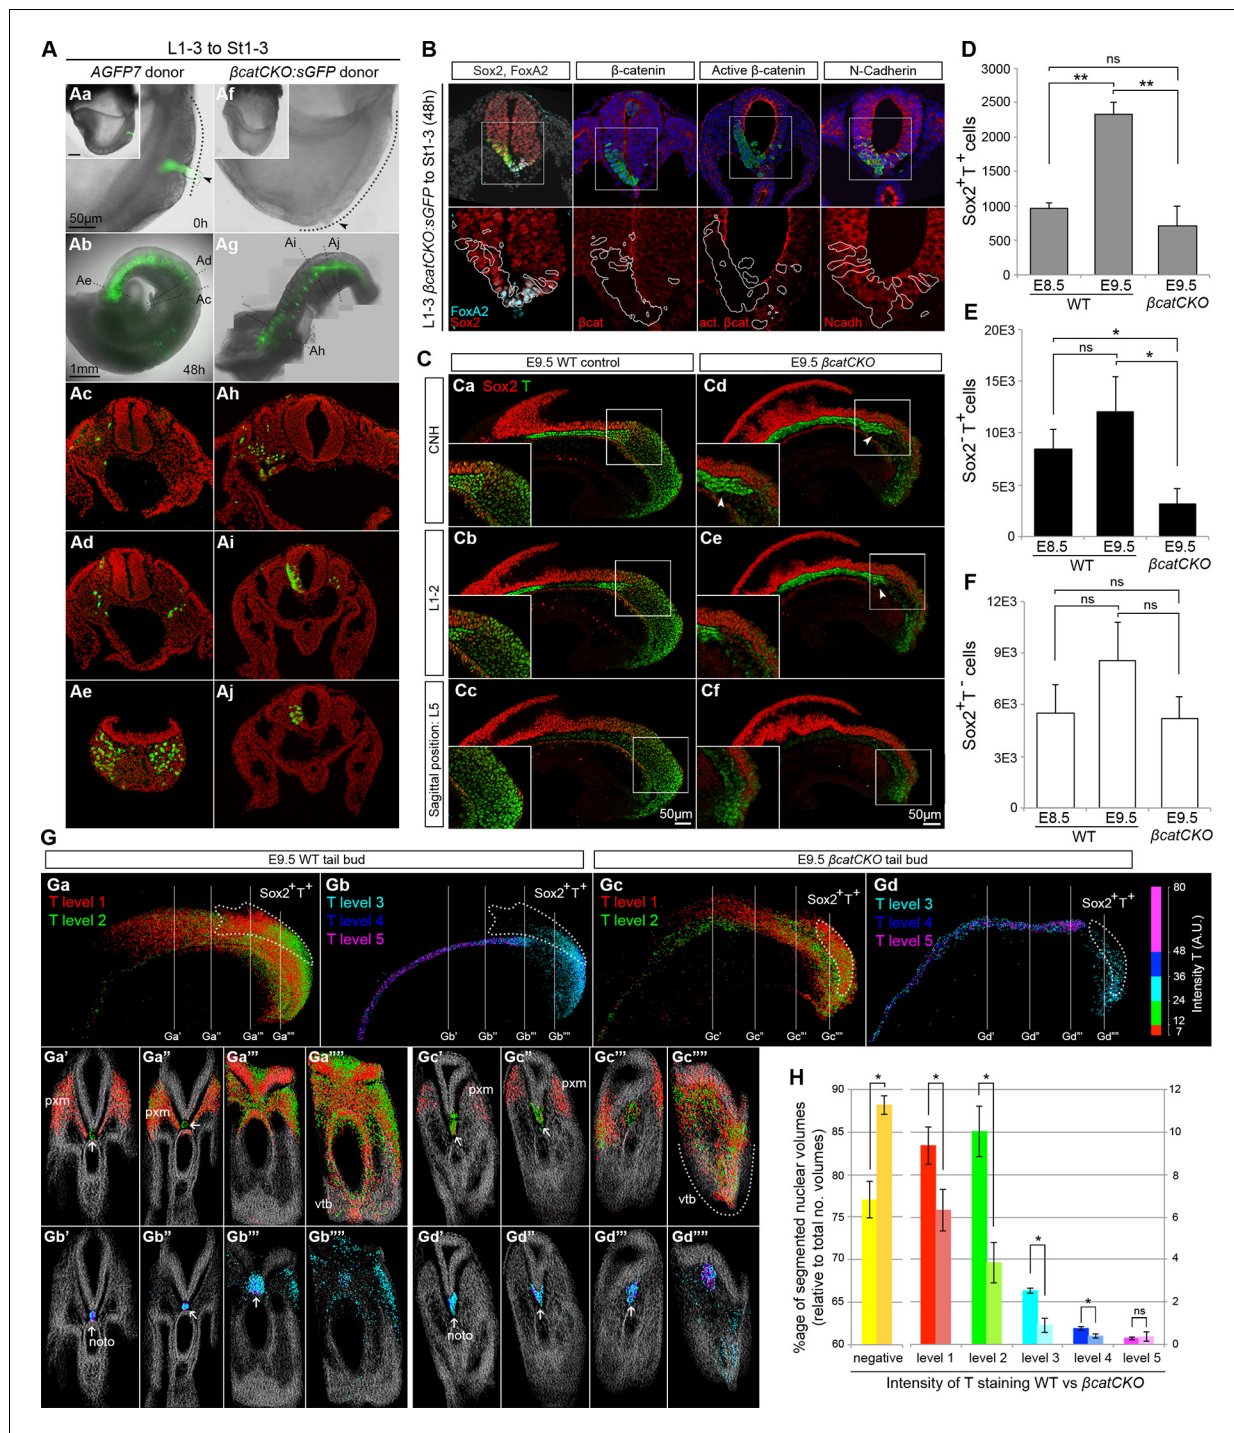 A
L1-3 to St1-3
AGFP7 donor
βcatCKO:sGFP donor
Aa
Af
50µm
0h
Ab
Ag
Ad
Ae
Ac
1mm
48h
Ai
Aj
Ah
Ac
Ah
Ad
Ai
Ae
Aj
B
L1-3 βcatCKO:sGFP to St1-3 (48h)
Sox2, FoxA2
β-catenin
Active β-catenin
N-Cadherin
FoxA2
Sox2
βcat
act. βcat
Ncadh
C
E9.5 WT control
E9.5 βcatCKO
CNH
L1-2
Sagittal position: L5
Ca
Sox2 T
Cd
Cb
Ce
Cc
Cf
50µm
50µm
D
Sox2+T+cells
3000
2500
2000
1500
1000
500
0
ns
**
**
E8.5
E9.5
E9.5
WT
βcatCKO
E
Sox2-T+cells
20E3
15E3
10E3
5E3
0
*
ns
*
E8.5
E9.5
E9.5
WT
βcatCKO
F
Sox2+T- cells
12E3
9E3
6E3
3E3
0
ns
ns
ns
E8.5
E9.5
E9.5
WT
βcatCKO
G
E9.5 WT tail bud
E9.5 βcatCKO tail bud
Ga
T level 1
T level 2
Sox2+T+
Ga' Ga'' Ga''' Ga''''
Gb
T level 3
T level 4
T level 5
Sox2+T+
Gb' Gb'' Gb''' Gb''''
Gc
T level 1
T level 2
Sox2+T+
Gc' Gc'' Gc''' Gc''''
Gd
T level 3
T level 4
T level 5
Sox2+T+
Gd' Gd'' Gd''' Gd''''
80
48
36
24
12
7
Intensity T (A.U.)
Ga'
pxm
Ga''
pxm
Ga'''
Ga''''
vtb
Gc'
pxm
Gc''
pxm
Gc'''
Gc''''
vtb
Gb'
noto
Gb''
Gb'''
Gb''''
Gd'
noto
Gd''
Gd'''
Gd''''
H
%age of segmented nuclear volumes
(relative to total no. volumes)
90
85
80
75
70
65
60
12
10
8
6
4
2
0
*
*
*
*
*
ns
negative
level 1
level 2
level 3
level 4
level 5
Intensity of T staining WT vs βcatCKO